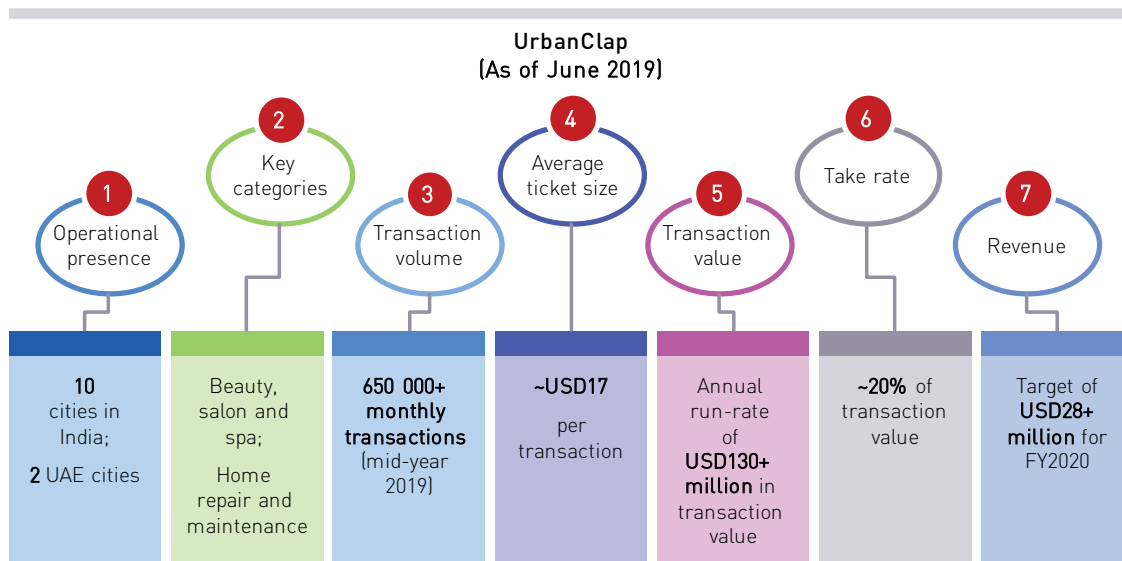 UrbanClap
(As of June 2019)
1
Operational
presence
10
cities in
India;
2 UAE cities
2
Key
categories
Beauty,
salon and
spa;
Home
repair and
maintenance
3
Transaction
volume
650 000+
monthly
transactions
(mid-year
2019)
4
Average
ticket size
~USD17
per
transaction
5
Transaction
value
Annual
run-rate
of
USD130+
million in
transaction
value
6
Take rate
~20% of
transaction
value
7
Revenue
Target of
USD28+
million for
FY2020